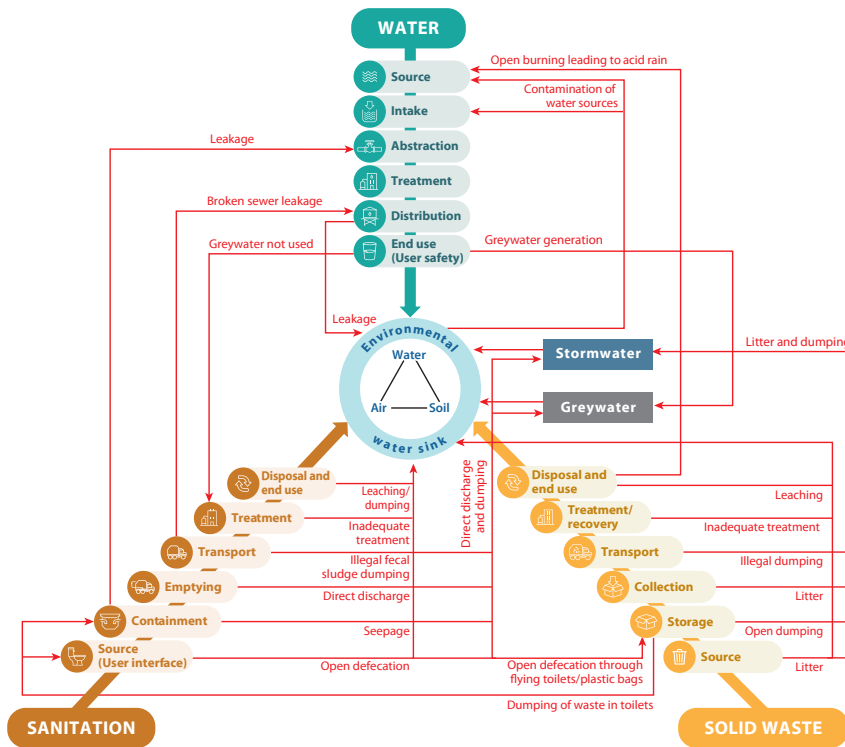 WATER
Open burning leading to acid rain
Source
Contamination of
water sources
Intake
Leakage
Abstraction
Treatment
Broken sewer leakage
Distribution
Greywater not used
End use
(User safety)
Greywater generation
Leakage
Environmental
water sink
Water
Air
Soil
Stormwater
Litter and dumping
Greywater
Direct discharge
and dumping
Disposal and
end use
Leaching/
dumping
Treatment
Inadequate
treatment
Transport
Illegal fecal
sludge dumping
Emptying
Direct discharge
Containment
Seepage
Source
(User interface)
Open defecation
SANITATION
Disposal and
end use
Leaching
Treatment/
recovery
Inadequate treatment
Transport
Illegal dumping
Collection
Litter
Storage
Open dumping
Open defecation through
flying toilets/plastic bags
Source
Litter
Dumping of waste in toilets
SOLID WASTE